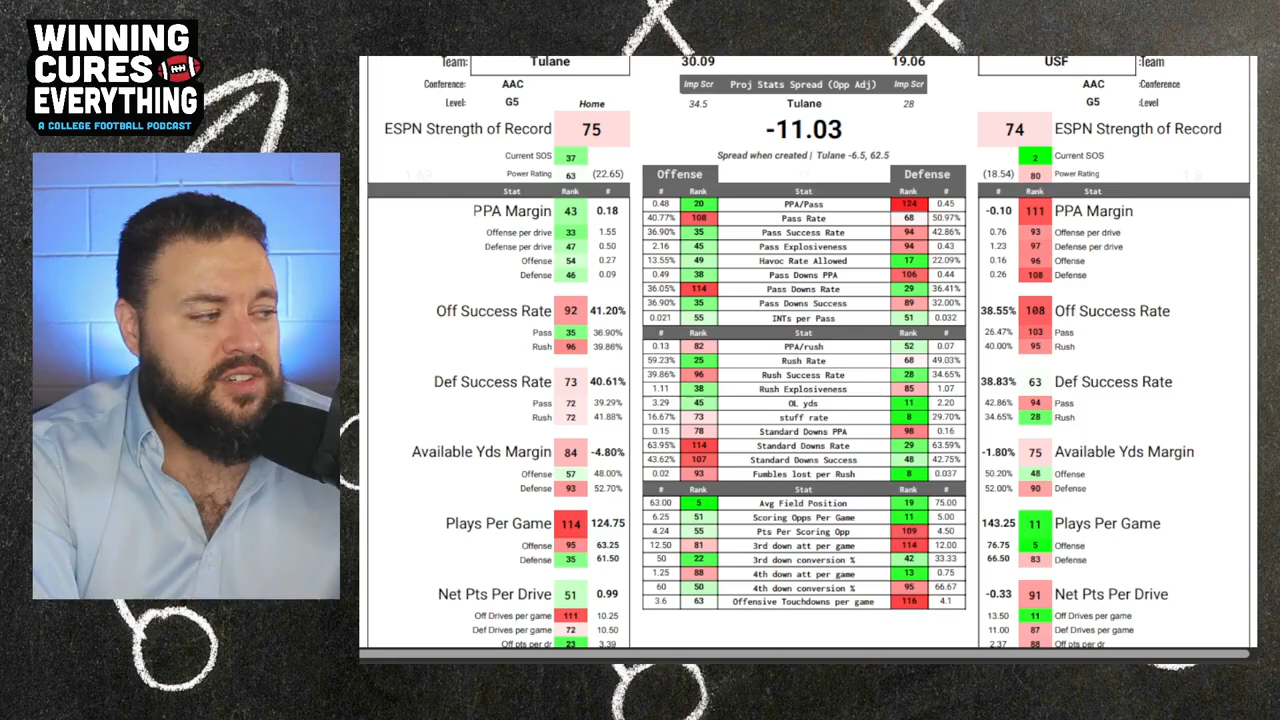 WINNING
CURES
EVERYTHING
A COLLEGE FOOTBALL PODCAST
Team: Tulane 30.09 19.06 USF :Team
Conference: AAC Imp Scr Proj Stats Spread (Opp Adj) Imp Scr AAC :Conference
Level: G5 Home 34.5 Tulane 28 G5 :Level
ESPN Strength of Record 75 -11.03 74 ESPN Strength of Record
Current SOS 37 Spread when created | Tulane -6.5, 62.5 2 Current SOS
Power Rating 63 (22.65) (18.54) 80 Power Rating
Offense Defense
# Rank Stat Rank #
0.48 20 PPA/Pass 124 0.45
40.77% 108 Pass Rate 68 50.97%
36.90% 35 Pass Success Rate 94 42.86%
2.16 45 Pass Explosiveness 94 0.43
13.55% 49 Havoc Rate Allowed 17 22.09%
0.49 38 Pass Downs PPA 106 0.44
36.05% 114 Pass Downs Rate 29 36.41%
36.90% 35 Pass Downs Success 89 32.00%
0.021 55 INTs per Pass 51 0.032
# Rank Stat Rank #
0.13 82 PPA/rush 52 0.07
59.23% 25 Rush Rate 68 49.03%
39.86% 96 Rush Success Rate 28 34.65%
1.11 38 Rush Explosiveness 85 1.07
3.29 45 OL yds 11 2.20
16.67% 73 stuff rate 8 29.70%
0.15 78 Standard Downs PPA 98 0.16
63.95% 114 Standard Downs Rate 29 63.59%
43.62% 107 Standard Downs Success 48 42.75%
0.02 93 Fumbles lost per Rush 8 0.037
# Rank Stat Rank #
63.00 5 Avg Field Position 19 75.00
6.25 51 Scoring Opps Per Game 11 5.00
4.24 55 Pts Per Scoring Opp 109 4.50
12.50 81 3rd down att per game 114 12.00
50 22 3rd down conversion % 42 33.33
1.25 88 4th down att per game 13 0.75
60 50 4th down conversion % 95 66.67
3.6 63 Offensive Touchdowns per game 116 4.1
Stat Rank #
PPA Margin 43 0.18
Offense per drive 33 1.55
Defense per drive 47 0.50
Offense 54 0.27
Defense 46 0.09
Off Success Rate 92 41.20%
Pass 35 36.90%
Rush 96 39.86%
Def Success Rate 73 40.61%
Pass 72 39.29%
Rush 72 41.88%
Available Yds Margin 84 -4.80%
Offense 57 48.00%
Defense 93 52.70%
Plays Per Game 114 124.75
Offense 95 63.25
Defense 35 61.50
Net Pts Per Drive 51 0.99
Off Drives per game 111 10.25
Def Drives per game 72 10.50
Off pts per dr 23 3.39
# Rank Stat
-0.10 111 PPA Margin
0.76 93 Offense per drive
1.23 97 Defense per drive
0.16 96 Offense
0.26 108 Defense
38.55% 108 Off Success Rate
26.47% 103 Pass
40.00% 95 Rush
38.83% 63 Def Success Rate
42.86% 94 Pass
34.65% 28 Rush
-1.80% 75 Available Yds Margin
50.20% 48 Offense
52.00% 90 Defense
143.25 11 Plays Per Game
76.75 5 Offense
66.50 83 Defense
-0.33 91 Net Pts Per Drive
13.50 11 Off Drives per game
11.00 87 Def Drives per game
2.37 88 Off pts per dr